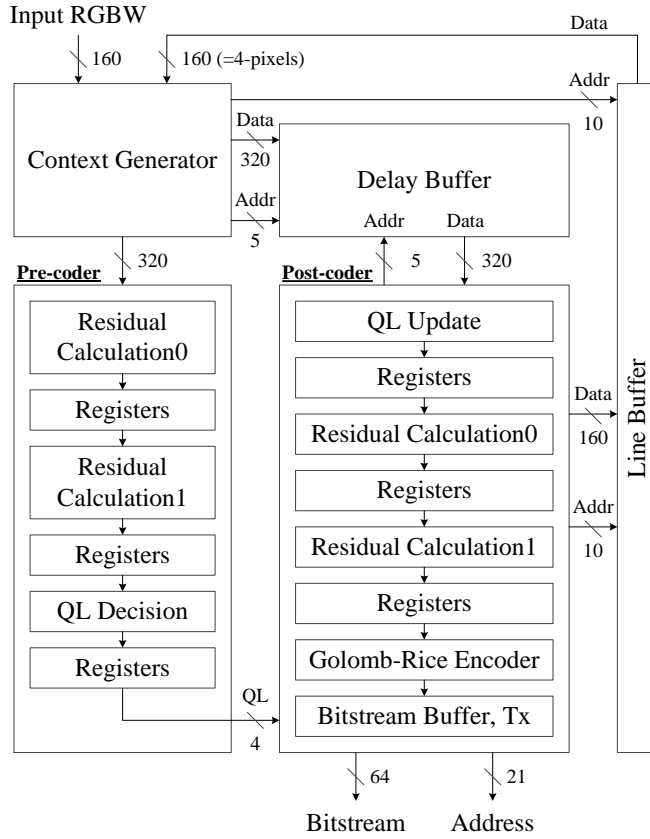 Input RGBW
Data
160
160 (=4-pixels)
Addr
10
Context Generator
Data
320
Delay Buffer
Addr
5
Addr
Data
320
5
320
Pre-coder
Post-coder
Residual
Calculation0
Registers
Residual
Calculation1
Registers
QL Decision
Registers
QL
4
QL Update
Registers
Residual Calculation0
Registers
Residual Calculation1
Registers
Golomb-Rice Encoder
Bitstream Buffer, Tx
Data
160
Addr
10
Line Buffer
64
21
Bitstream
Address